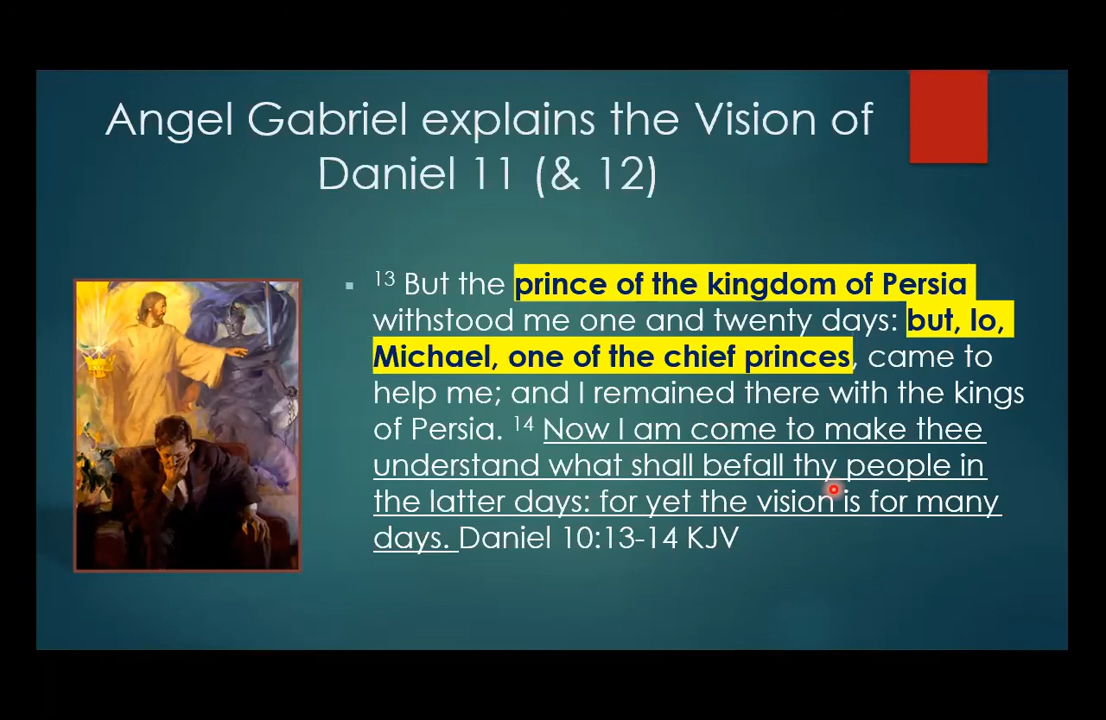 Angel Gabriel explains the Vision of
Daniel 11 (& 12)
13 But the prince of the kingdom of Persia
withstood me one and twenty days: but, lo,
Michael, one of the chief princes, came to
help me; and I remained there with the kings
of Persia. 14 Now I am come to make thee
understand what shall befall thy people in
the latter days: for yet the vision is for many
days. Daniel 10:13-14 KJV